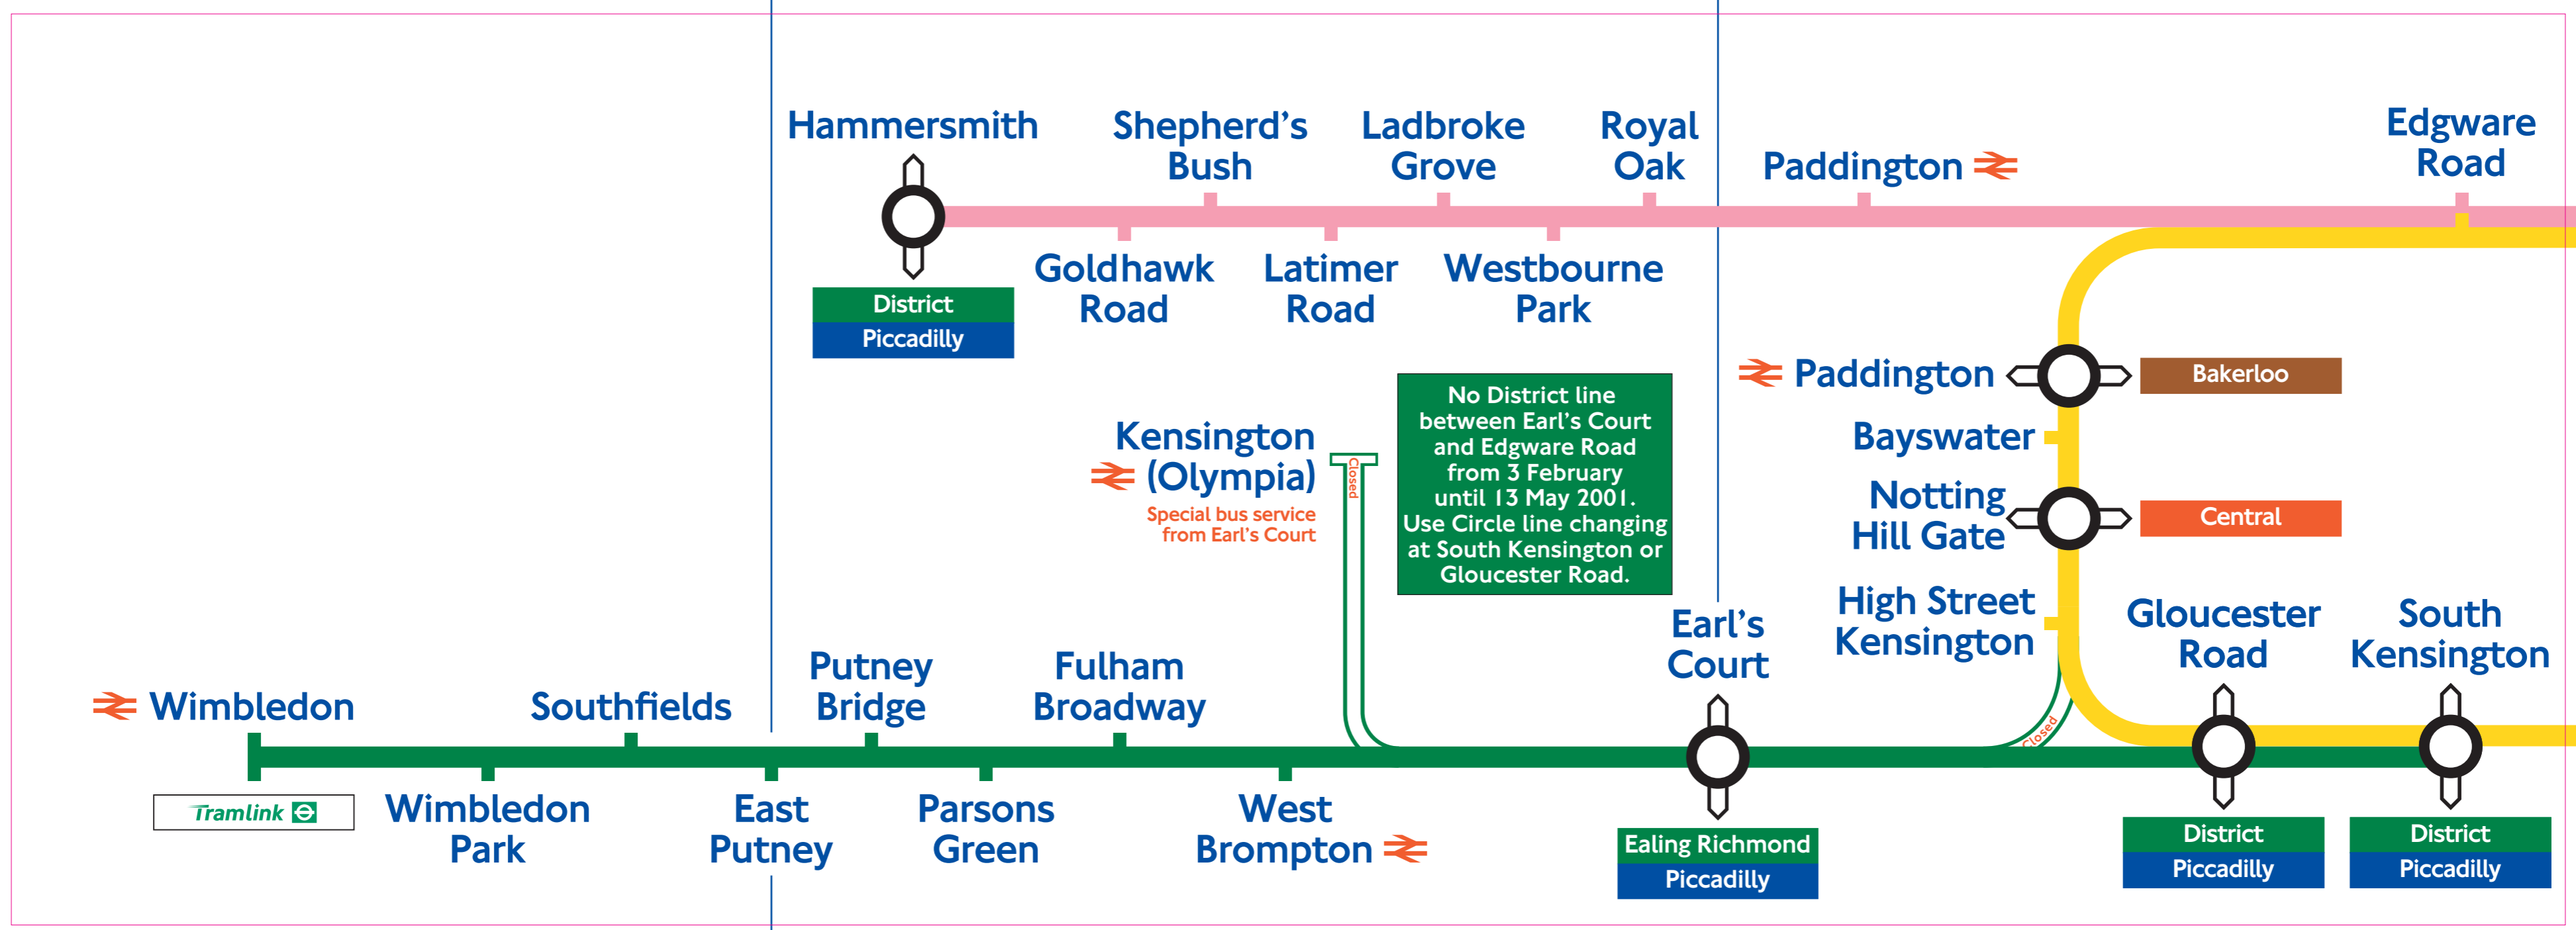 Hammersmith
District
Piccadilly
Shepherd's
Bush
Ladbroke
Grove
Royal
Oak
Paddington
Edgware
Road
Goldhawk
Road
Latimer
Road
Westbourne
Park
Kensington
(Olympia)
Special bus service
from Earl's Court
Closed
No District line
between Earl's Court
and Edgware Road
from 3 February
until 13 May 2001.
Use Circle line changing
at South Kensington or
Gloucester Road.
Paddington
Bakerloo
Bayswater
Notting
Hill Gate
Central
High Street
Kensington
Closed
Wimbledon
Tramlink
Southfields
Putney
Bridge
Fulham
Broadway
Earl's
Court
Gloucester
Road
South
Kensington
Wimbledon
Park
East
Putney
Parsons
Green
West
Brompton
Ealing Richmond
Piccadilly
District
Piccadilly
District
Piccadilly